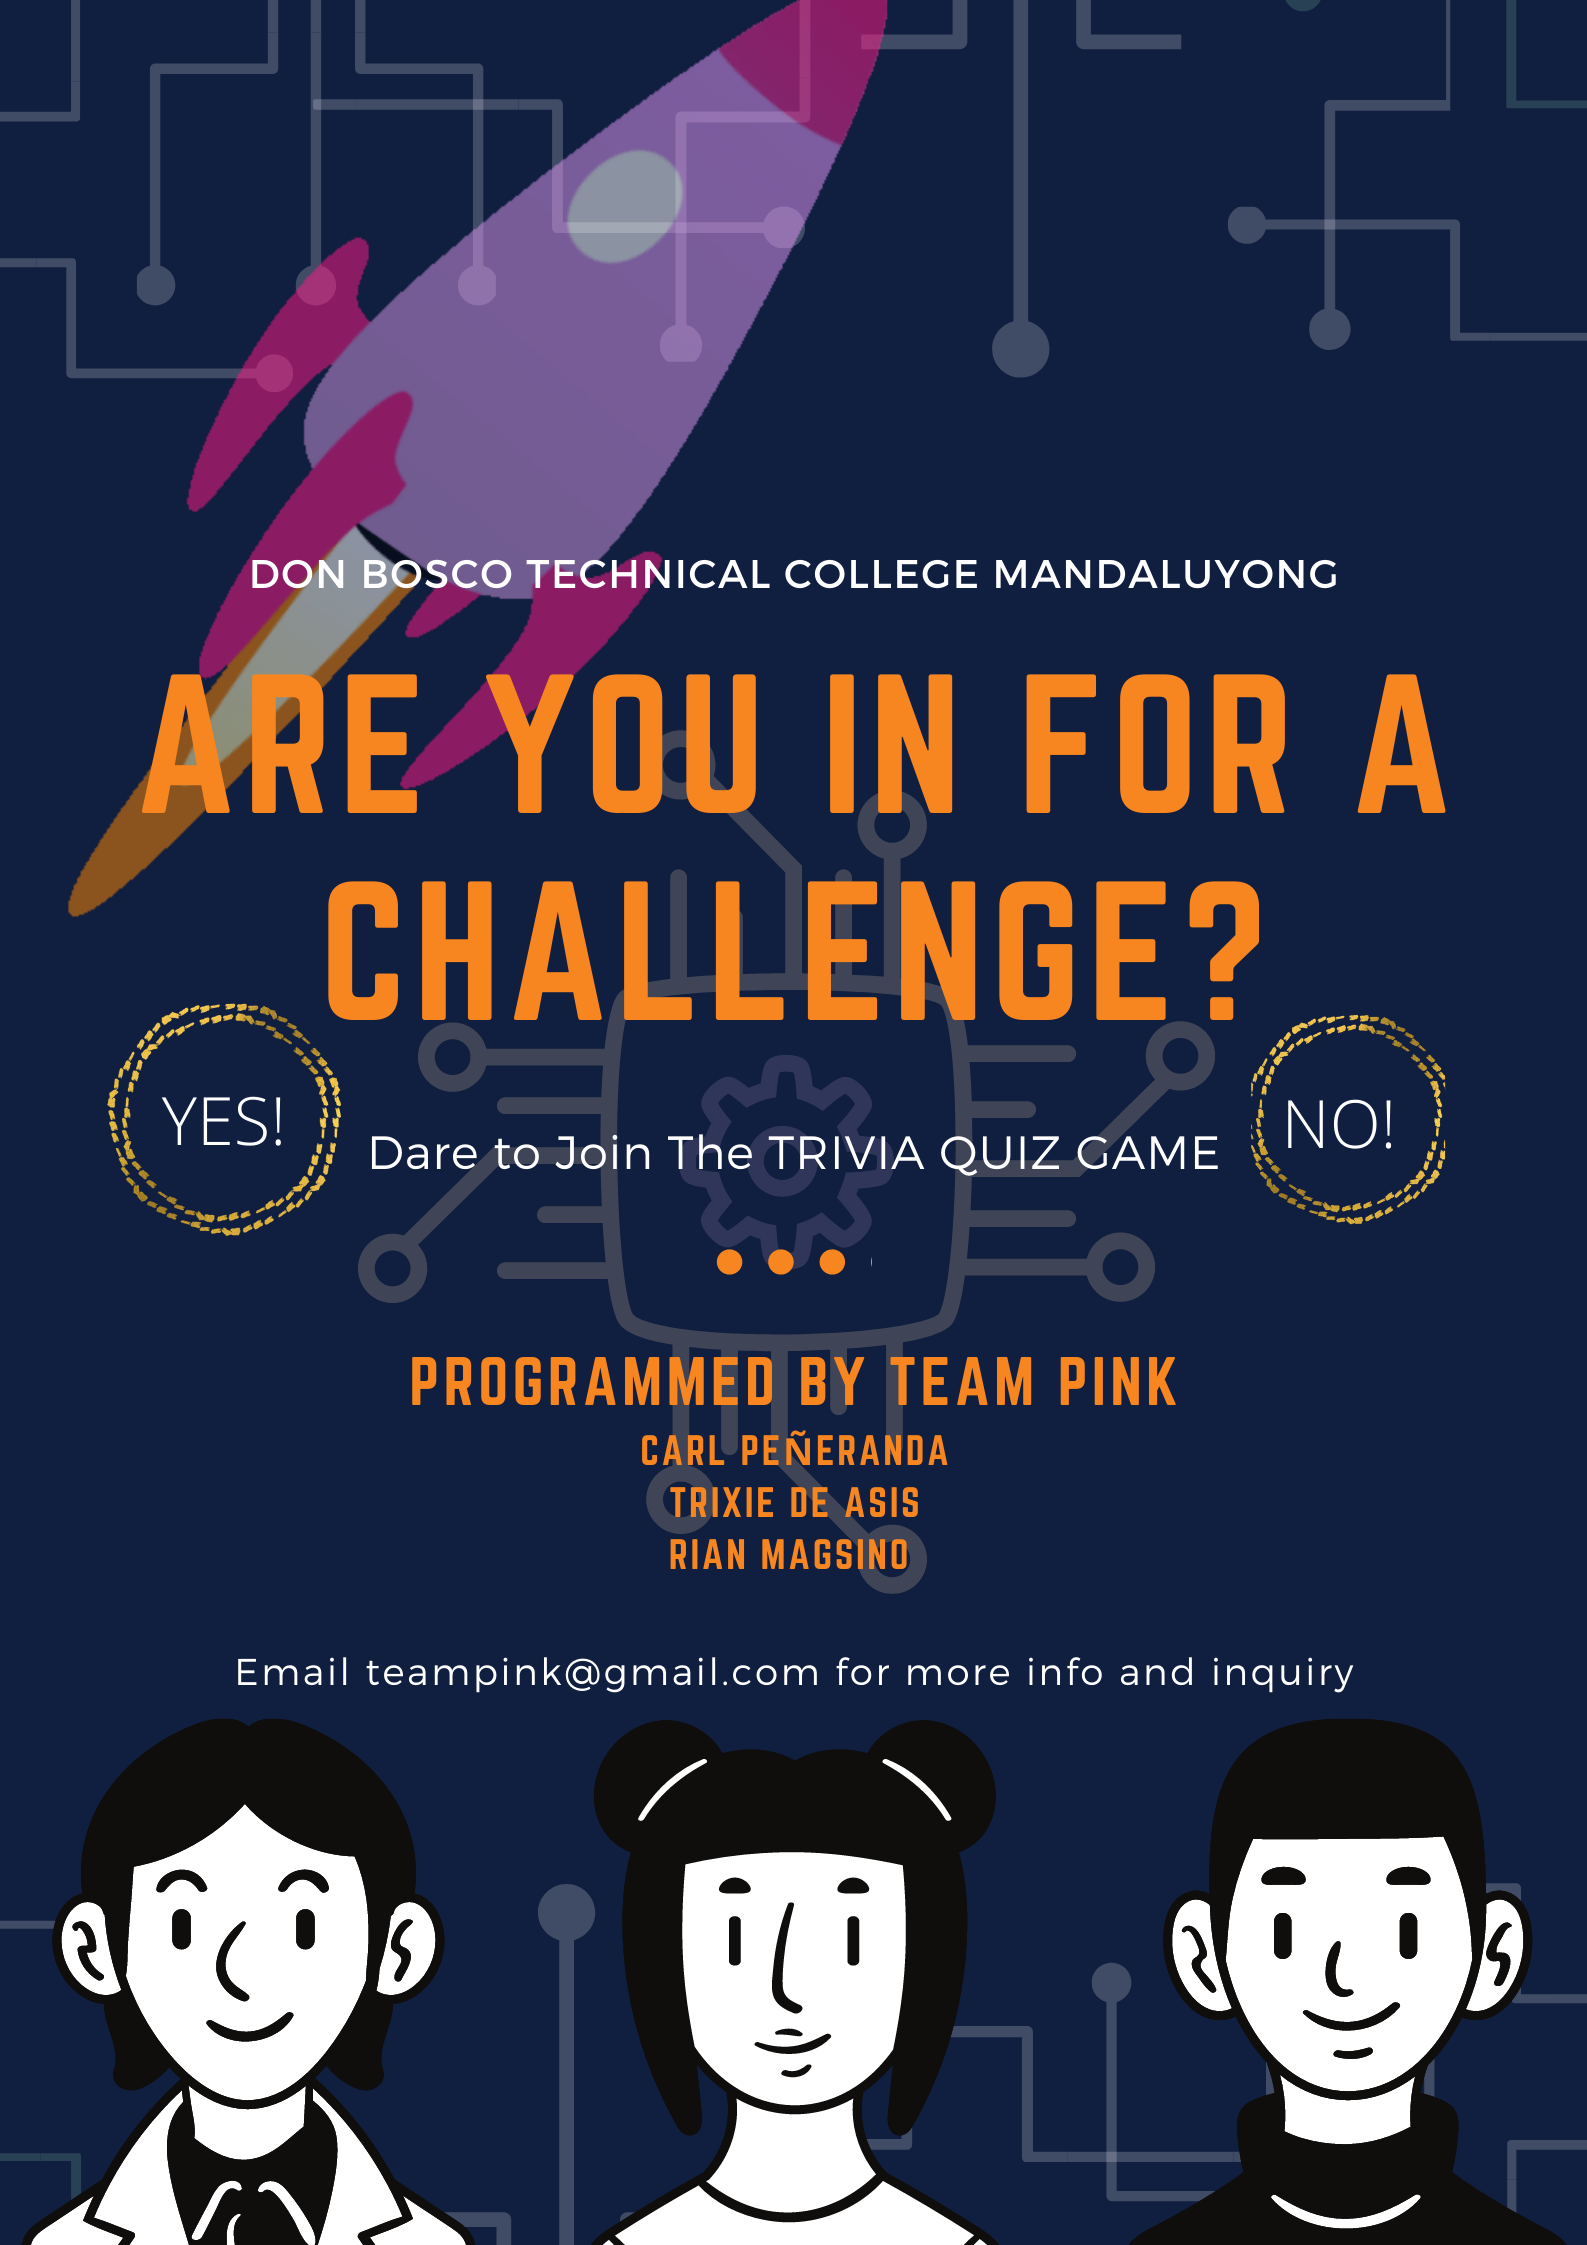 DON BOSCO TECHNICAL COLLEGE MANDALUYONG
ARE YOU IN FOR A
CHALLENGE?
YES!
NO!
Dare to Join The TRIVIA QUIZ GAME
PROGRAMMED BY TEAM PINK
CARL PEÑERANDA
TRIXIE DE ASIS
RIAN MAGSINO
Email teampink@gmail.com for more info and inquiry